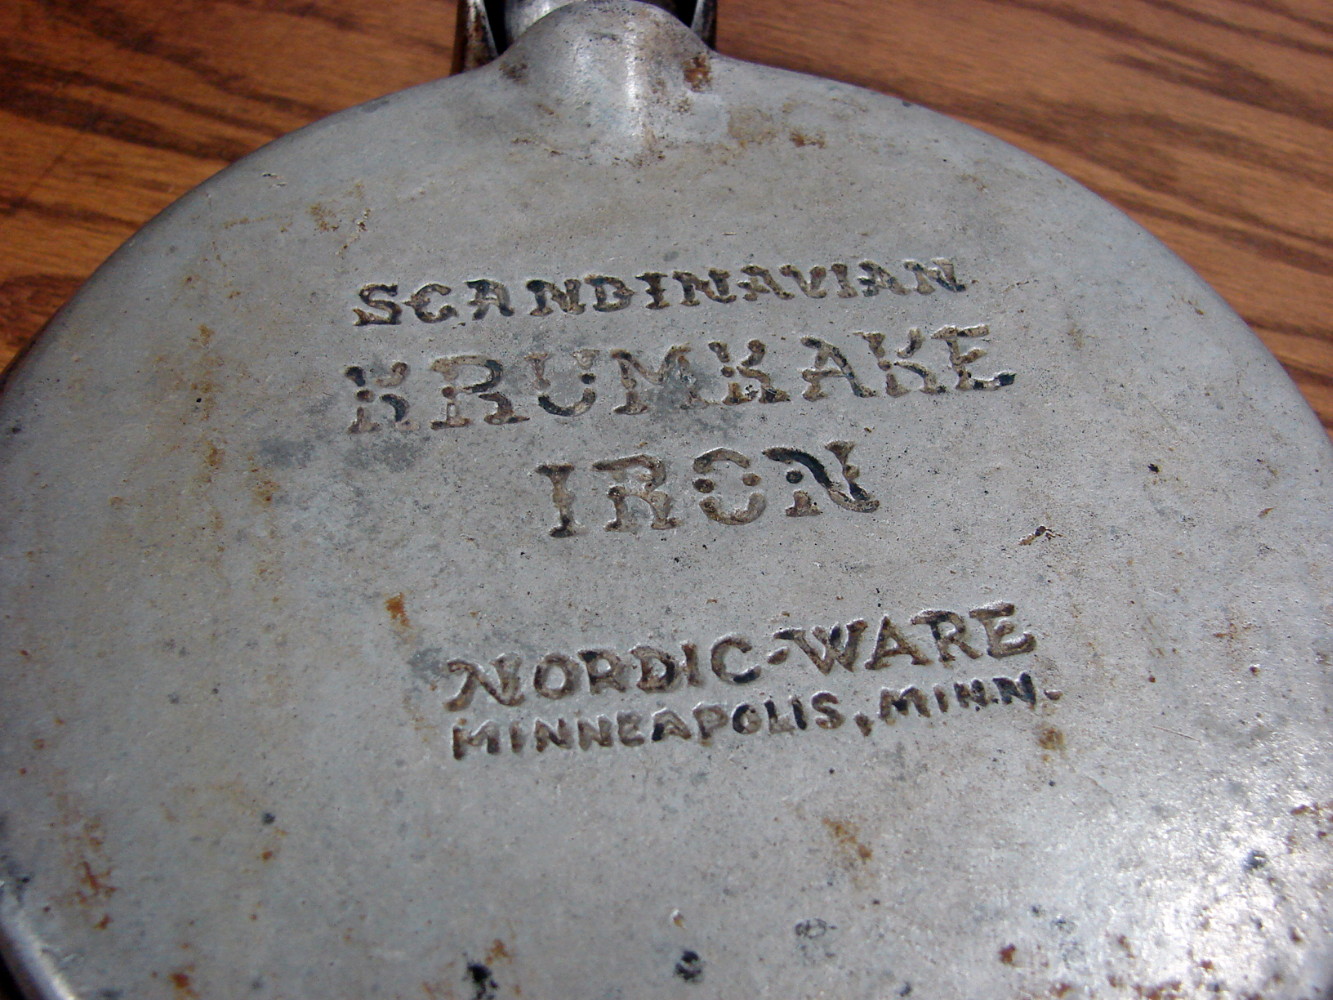 SCANDINAVIAN
KRUMKAKE
IRON
NORDIC-WARE
MINNEAPOLIS, MINN.